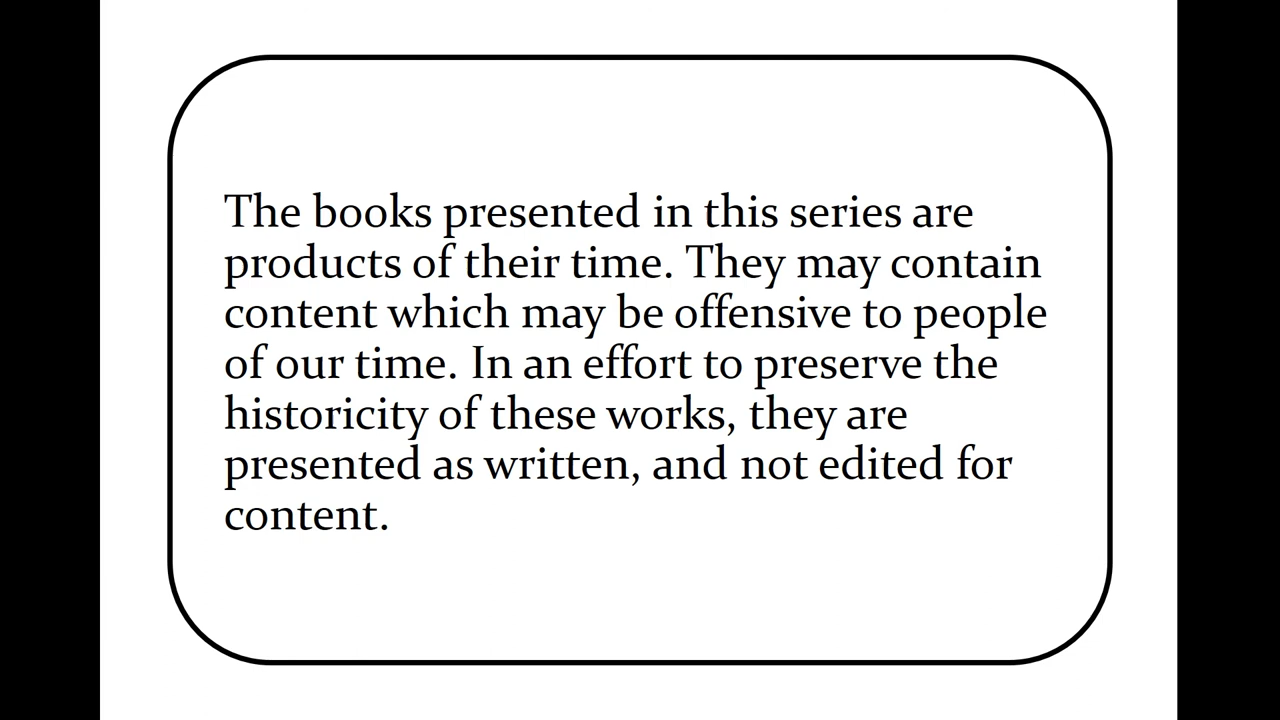 The books presented in this series are
products of their time. They may contain
content which may be offensive to people
of our time. In an effort to preserve the
historicity of these works, they are
presented as written, and not edited for
content.